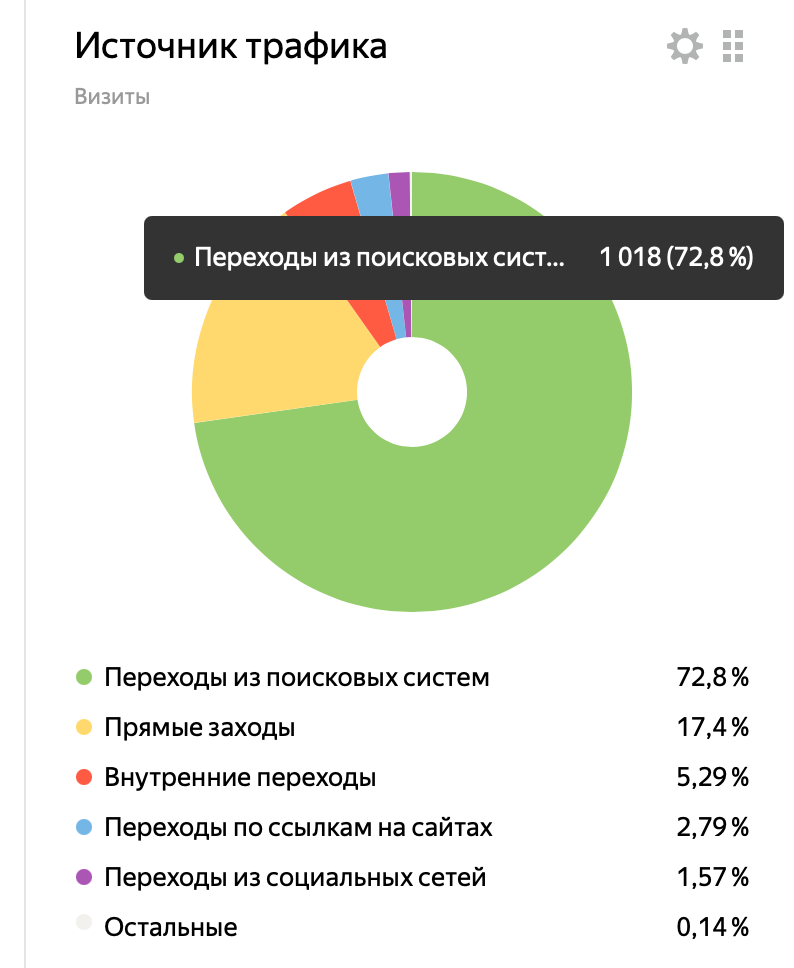 Источник трафика
Визиты
Переходы из поисковых сист... 1 018 (72,8 %)
Переходы из поисковых систем 72,8 %
Прямые заходы 17,4 %
Внутренние переходы 5,29 %
Переходы по ссылкам на сайтах 2,79 %
Переходы из социальных сетей 1,57 %
Остальные 0,14 %